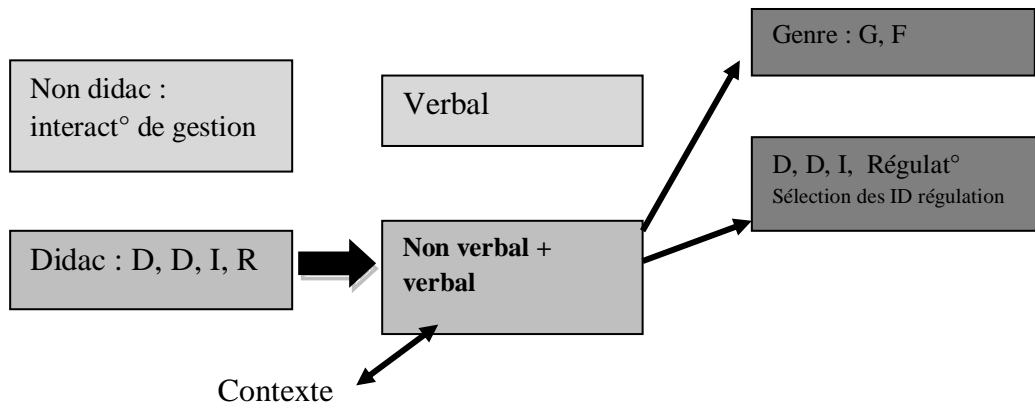 Non didac :
interact° de gestion
Didac : D, D, I, R
Verbal
Non verbal +
verbal
Contexte
Genre : G, F
D, D, I, Régulat°
Sélection des ID régulation